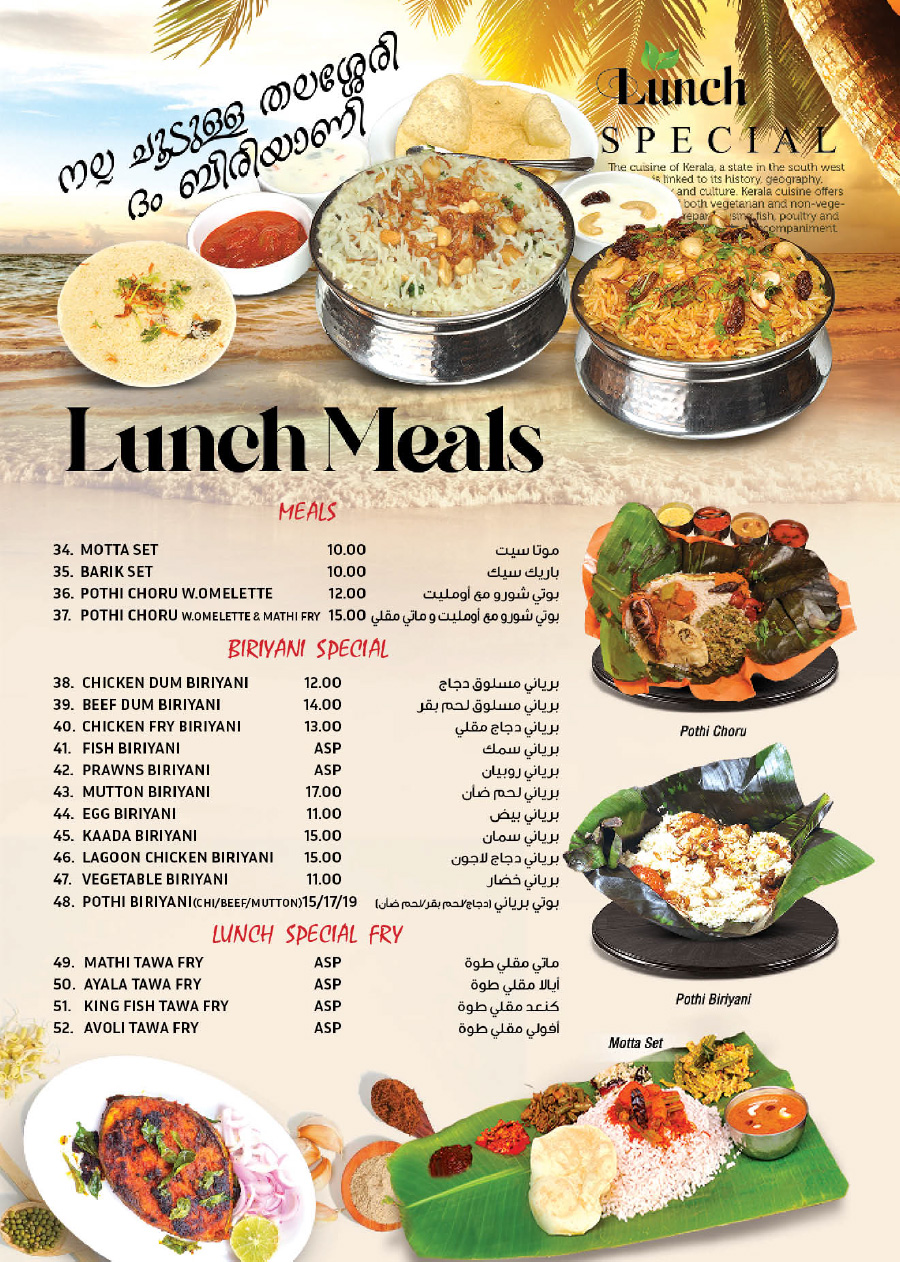 നല്ല ചൂടുള്ള തലശ്ശേരി
ദം ബിരിയാണി
Lunch
SPECIAL
The cuisine of Kerala, a state in the south west
is linked to its history, geography,
and culture. Kerala cuisine offers
both vegetarian and non-vege-
fish, poultry and
Lunch Meals
MEALS
34. MOTTA SET 10.00 موتا سيت
35. BARIK SET 10.00 باريك سيك
36. POTHI CHORU W.OMELETTE 12.00 بوتي شورو مع أومليت
37. POTHI CHORU W.OMELETTE & MATHI FRY 15.00 بوتي شورو مع أومليت و ماتي مقلي
BIRIYANI SPECIAL
38. CHICKEN DUM BIRIYANI 12.00 برياني مسلوق دجاج
39. BEEF DUM BIRIYANI 14.00 برياني مسلوق لحم بقر
40. CHICKEN FRY BIRIYANI 13.00 برياني دجاج مقلي
41. FISH BIRIYANI ASP برياني سمك
42. PRAWNS BIRIYANI ASP برياني روبيان
43. MUTTON BIRIYANI 17.00 برياني لحم ضأن
44. EGG BIRIYANI 11.00 برياني بيض
45. KAADA BIRIYANI 15.00 برياني سمان
46. LAGOON CHICKEN BIRIYANI 15.00 برياني دجاج لاجون
47. VEGETABLE BIRIYANI 11.00 برياني خضار
48. POTHI BIRIYANI(CHI/BEEF/MUTTON)15/17/19 بوتي برياني (دجاج/لحم بقر/لحم ضأن)
LUNCH SPECIAL FRY
49. MATHI TAWA FRY ASP ماتي مقلي طوة
50. AYALA TAWA FRY ASP أيالا مقلي طوة
51. KING FISH TAWA FRY ASP كنعد مقلي طوة
52. AVOLI TAWA FRY ASP أفولي مقلي طوة
Pothi Choru
Pothi Biriyani
Motta Set